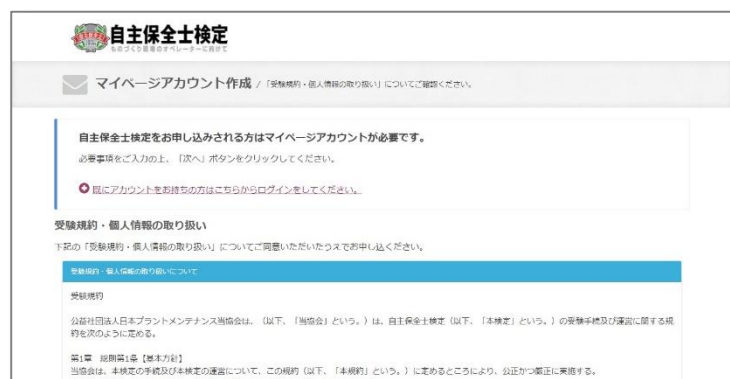 自主保全士検定
ものづくり現場のオペレーターに向けて
マイページアカウント作成 / 「受験規約・個人情報の取り扱い」についてご確認ください。
自主保全士検定をお申し込みされる方はマイページアカウントが必要です。
必要事項をご入力の上、「次へ」ボタンをクリックしてください。
既にアカウントをお持ちの方はこちらからログインをしてください。
受験規約・個人情報の取り扱い
下記の「受験規約・個人情報の取り扱い」についてご同意いただいたうえでお申し込ください。
受験規約・個人情報の取り扱いについて
受験規約
公益社団法人日本プラントメンテナンス協会は、(以下、「当協会」という。)は、自主保全士検定(以下、「本検定」という。)の受験手続及び運営に関する規
約を次のように定める。
第1章 総則第1条【基本方針】
当協会は、本検定の手続及び本検定の運営について、この規約(以下、「本規約」という。)に定めるところにより、公正かつ厳正に実施する。